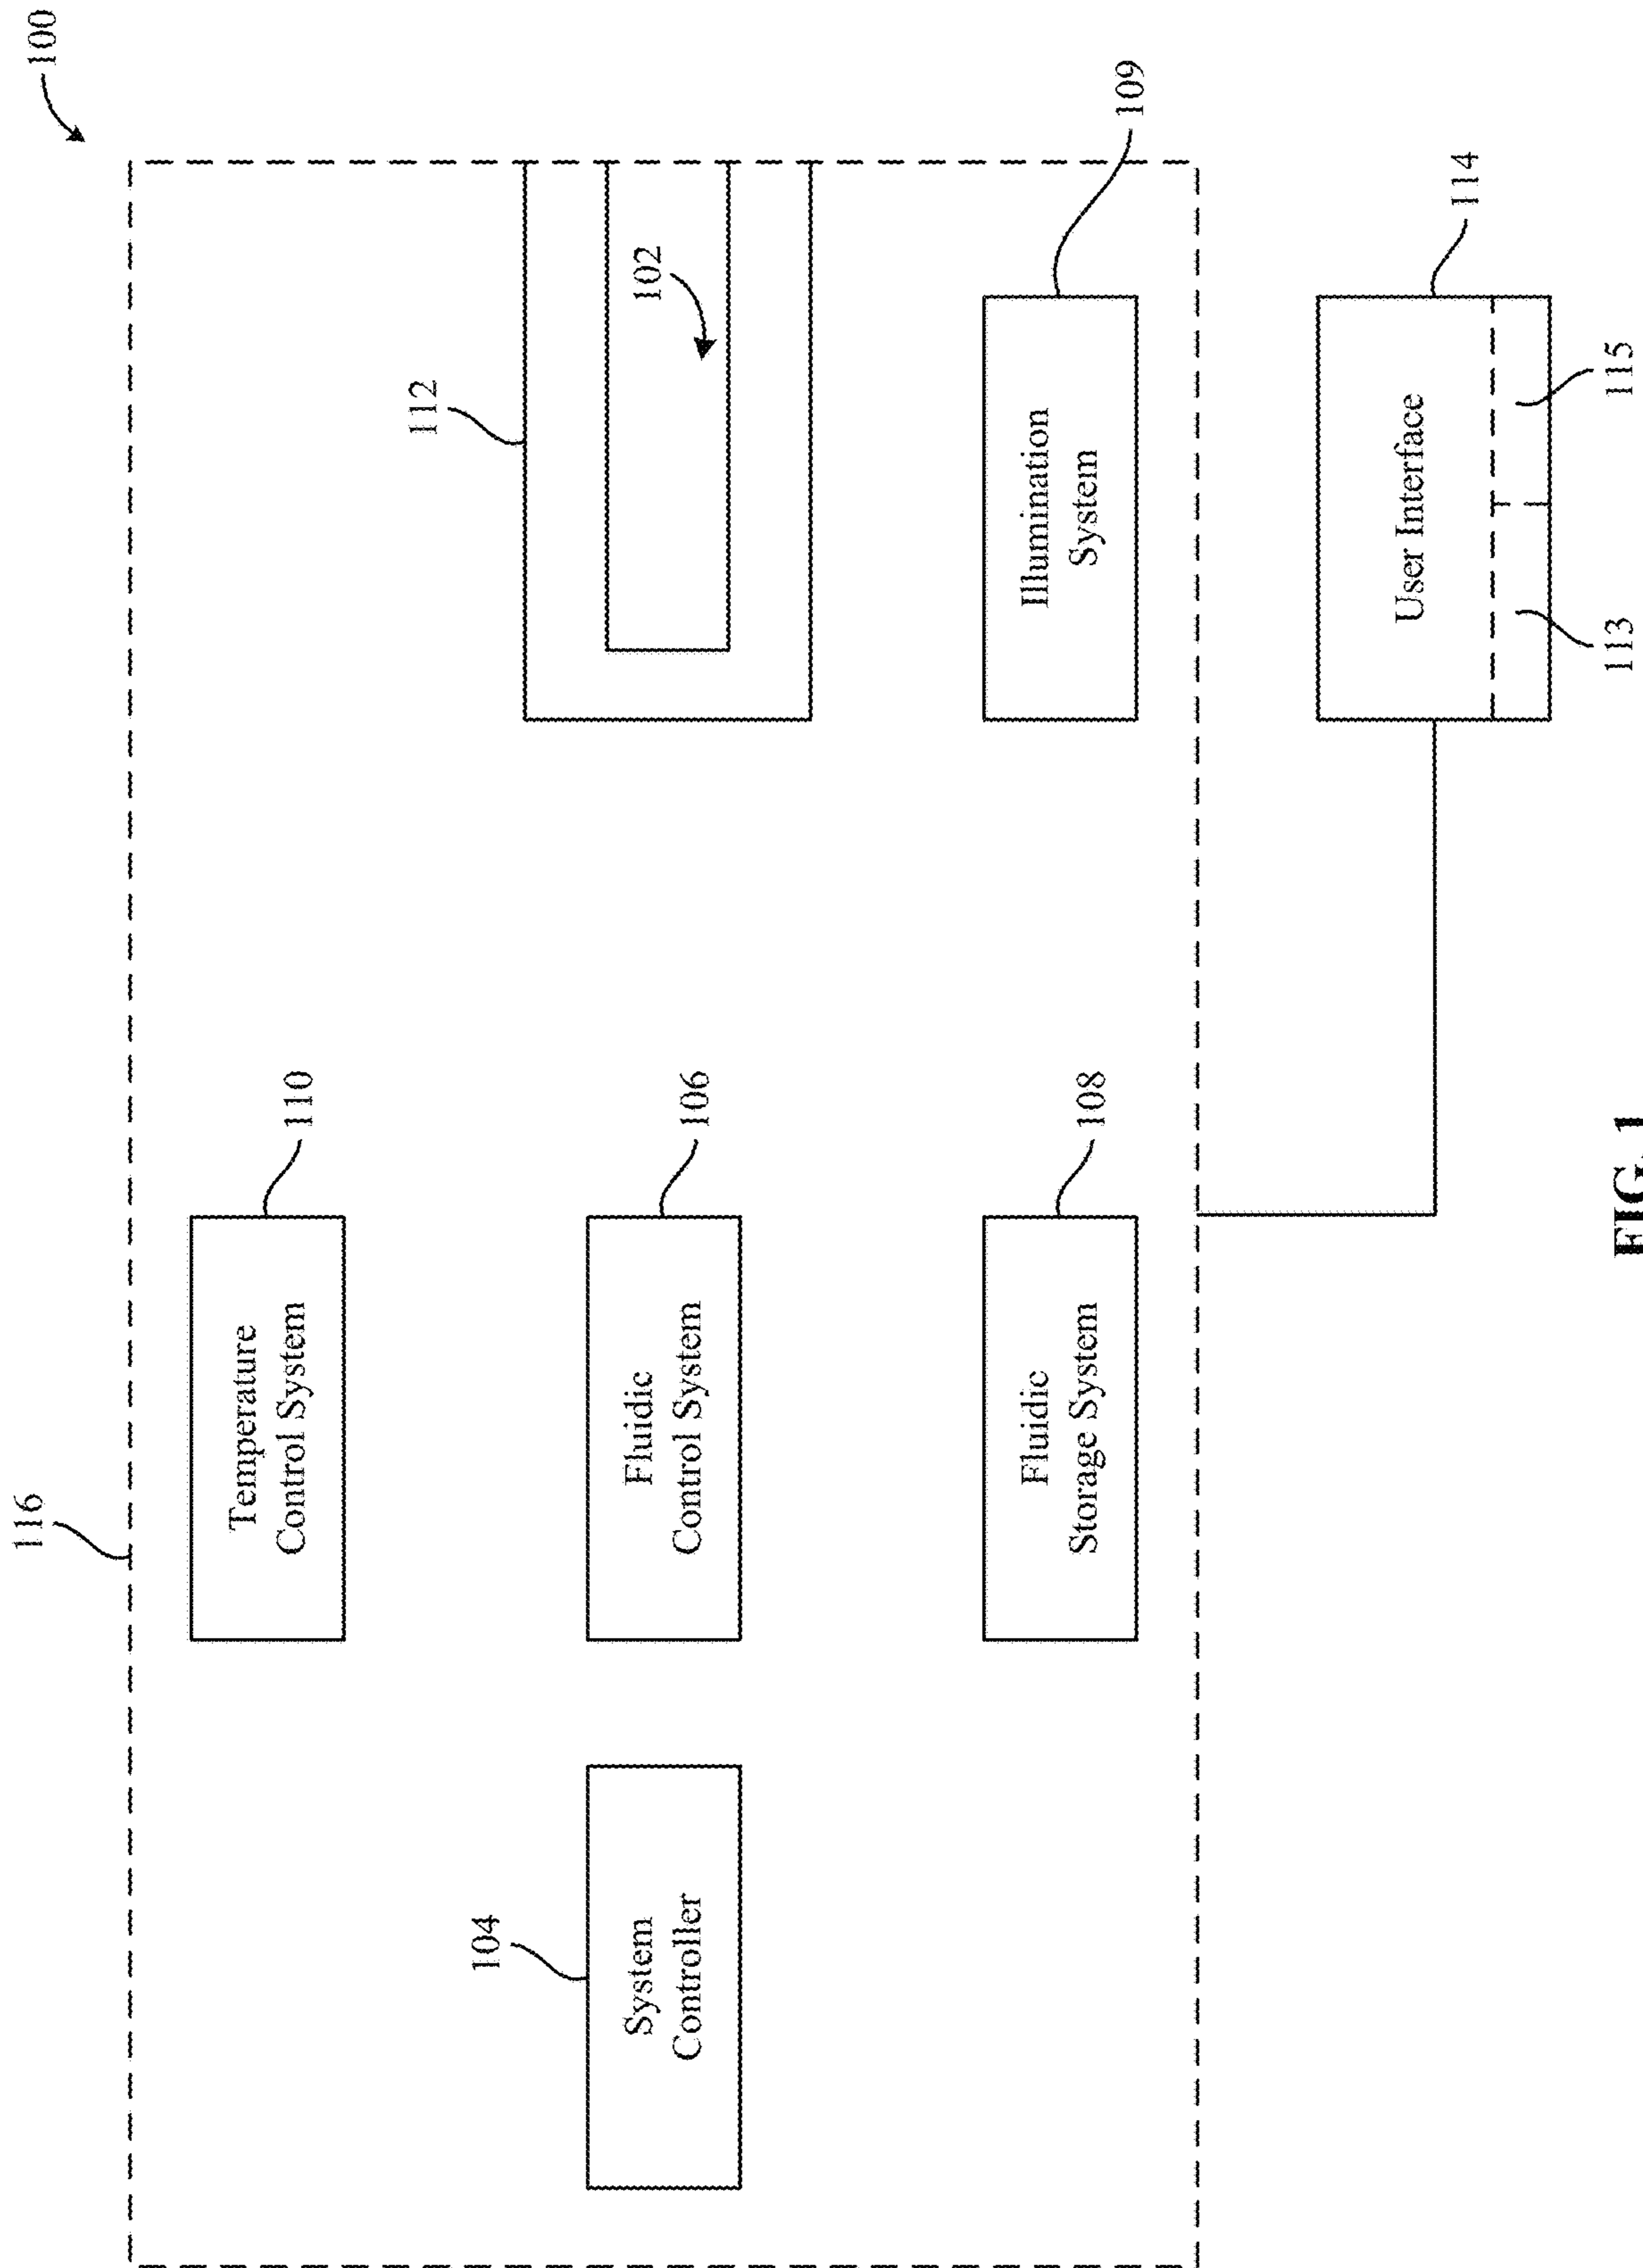 100
116
110
Temperature
Control System
112
102
104
System
Controller
106
Fluidic
Control System
108
Fluidic
Storage System
109
Illumination
System
114
User Interface
113
115
FIG. 1